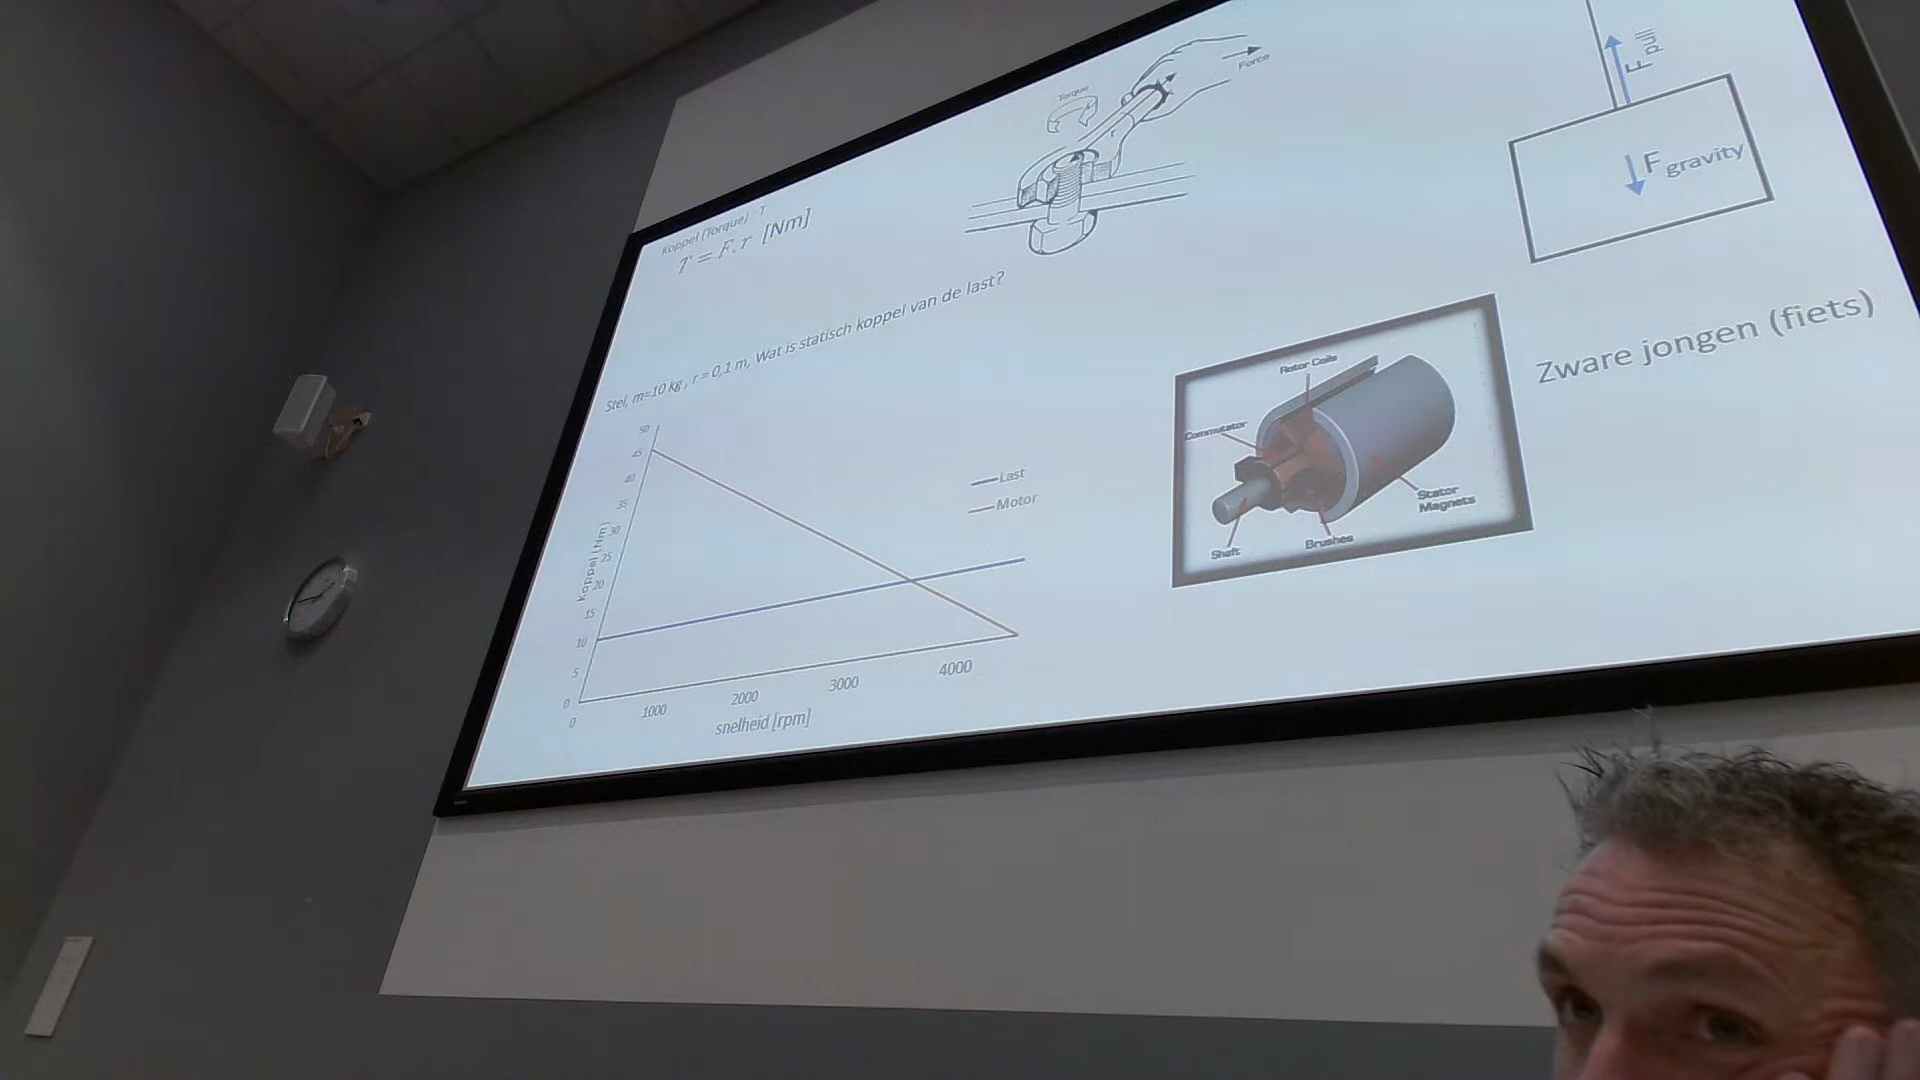 Koppel (Torque) T
T = F.r [Nm]
Torque
r
Force
F pull
F gravity
Stel, m=10 kg , r = 0,1 m, Wat is statisch koppel van de last?
Zware jongen (fiets)
50
45
40
35
30
25
20
15
10
5
0
Koppel (Nm)
Last
Motor
0
1000
2000
3000
4000
snelheid [rpm]
Rotor Coils
Commutator
Stator
Magnets
Shaft
Brushes